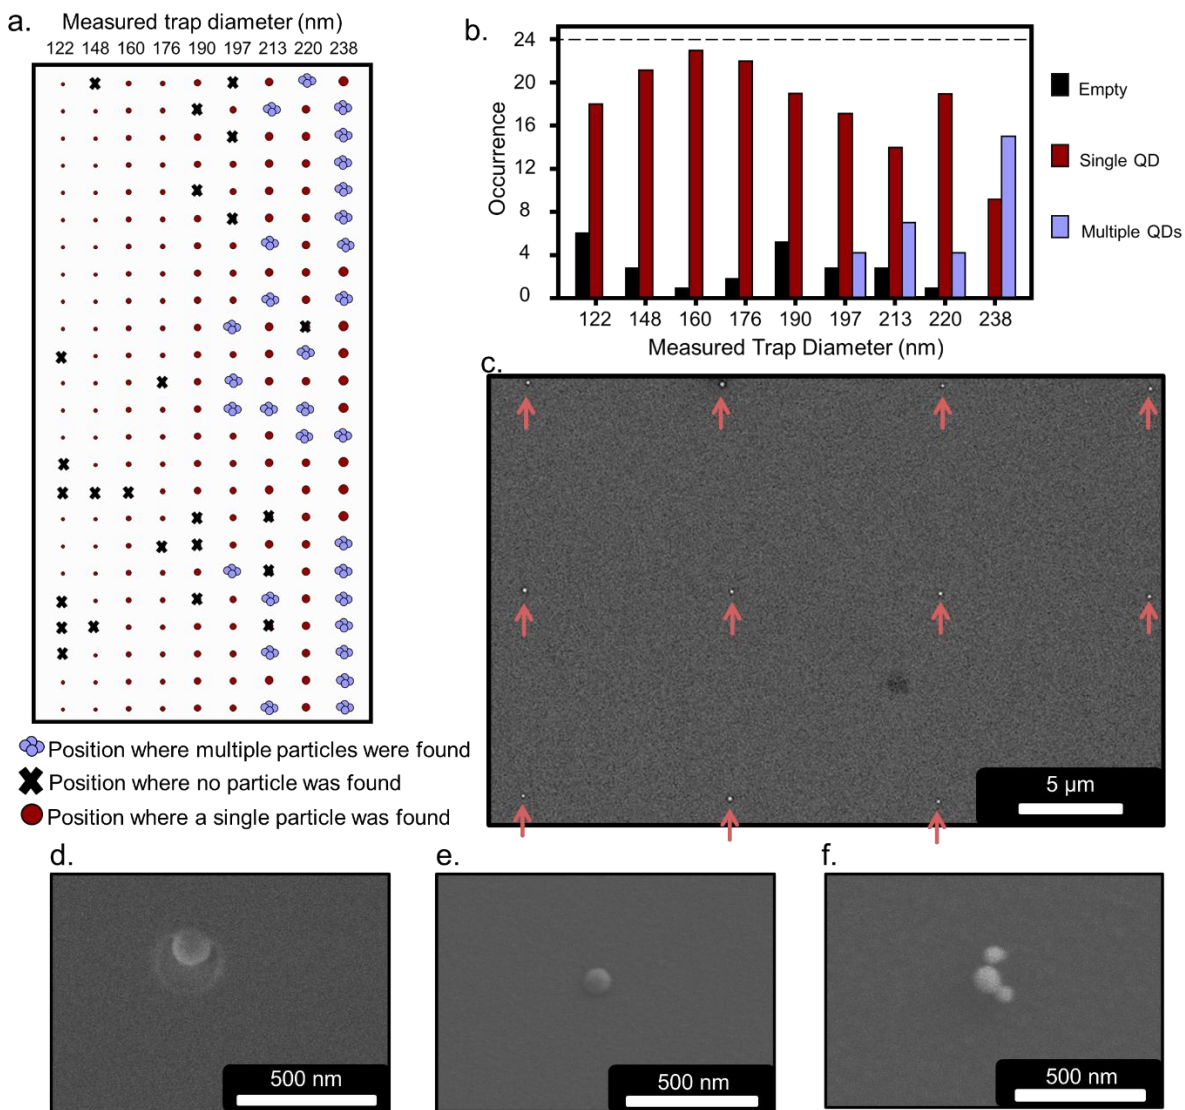 a.
Measured trap diameter (nm)
122 148 160 176 190 197 213 220 238
Position where multiple particles were found
Position where no particle was found
Position where a single particle was found
b.
Occurrence
24
20
16
12
8
4
0
122 148 160 176 190 197 213 220 238
Measured Trap Diameter (nm)
Empty
Single QD
Multiple QDs
c.
5 µm
d.
500 nm
e.
500 nm
f.
500 nm